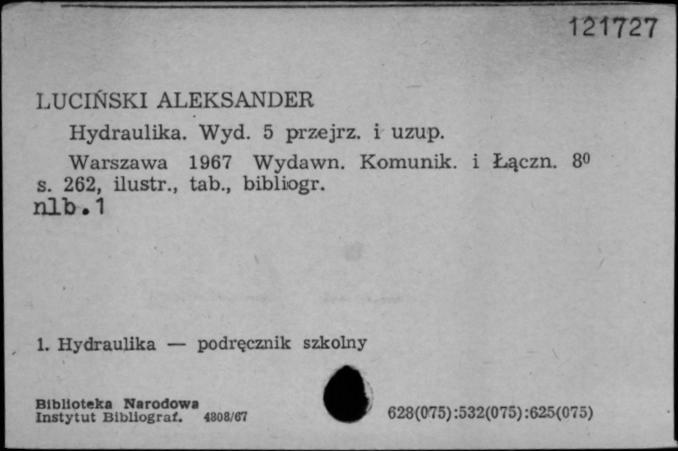 121727
LUCIŃSKI ALEKSANDER
Hydraulika. Wyd. 5 przejrz. i uzup.
Warszawa 1967 Wydawn. Komunik. i Łączn. 8⁰
s. 262, ilustr., tab., bibliogr.
nlb.1
1. Hydraulika — podręcznik szkolny
Biblioteka Narodowa
Instytut Bibliograf. 4808/67
628(075):532(075):625(075)